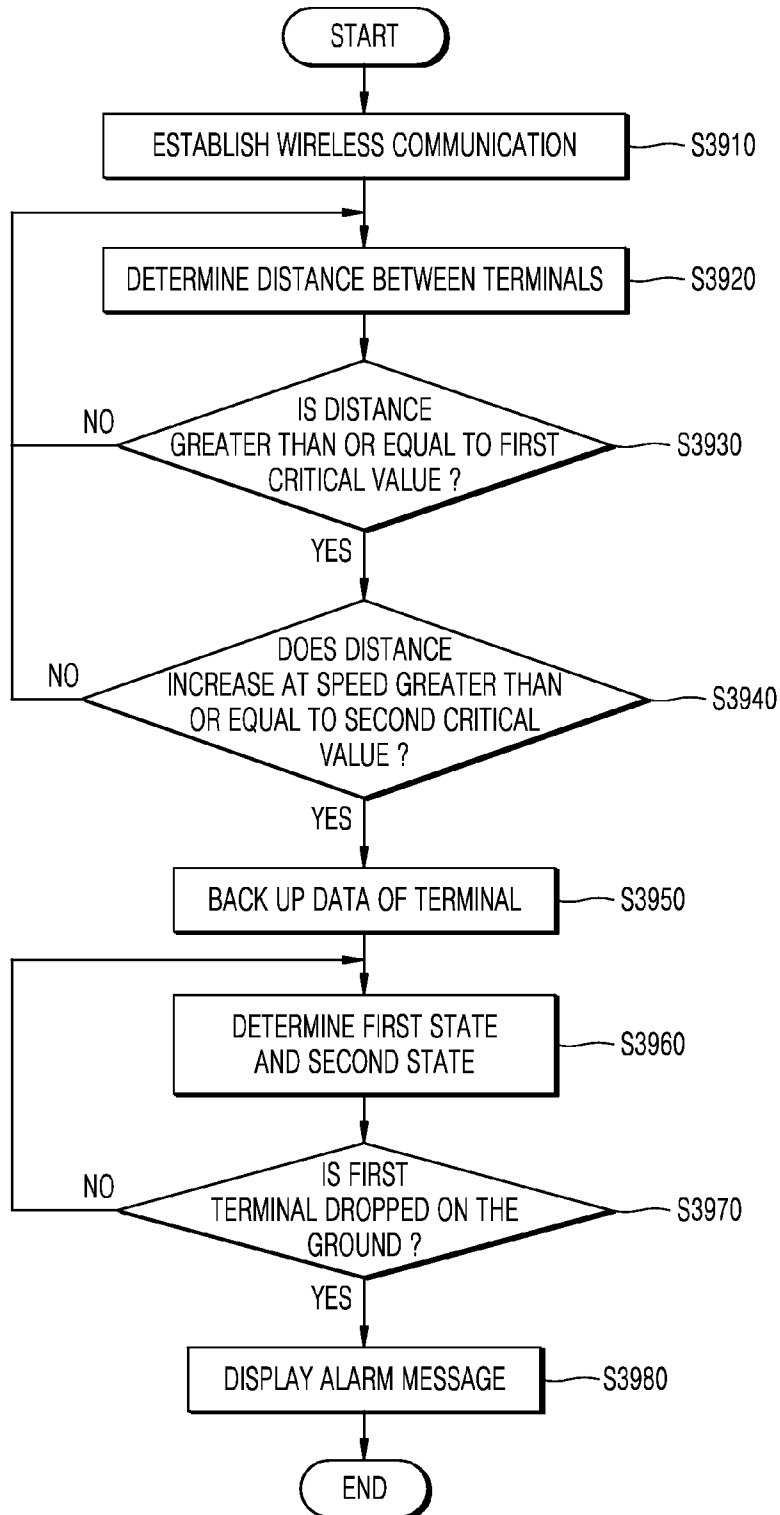 START
ESTABLISH WIRELESS COMMUNICATION
S3910
DETERMINE DISTANCE BETWEEN TERMINALS
S3920
IS DISTANCE
GREATER THAN OR EQUAL TO FIRST
CRITICAL VALUE ?
NO
S3930
YES
DOES DISTANCE
INCREASE AT SPEED GREATER THAN
OR EQUAL TO SECOND CRITICAL
VALUE ?
NO
S3940
YES
BACK UP DATA OF TERMINAL
S3950
DETERMINE FIRST STATE
AND SECOND STATE
S3960
IS FIRST
TERMINAL DROPPED ON THE
GROUND ?
NO
S3970
YES
DISPLAY ALARM MESSAGE
S3980
END